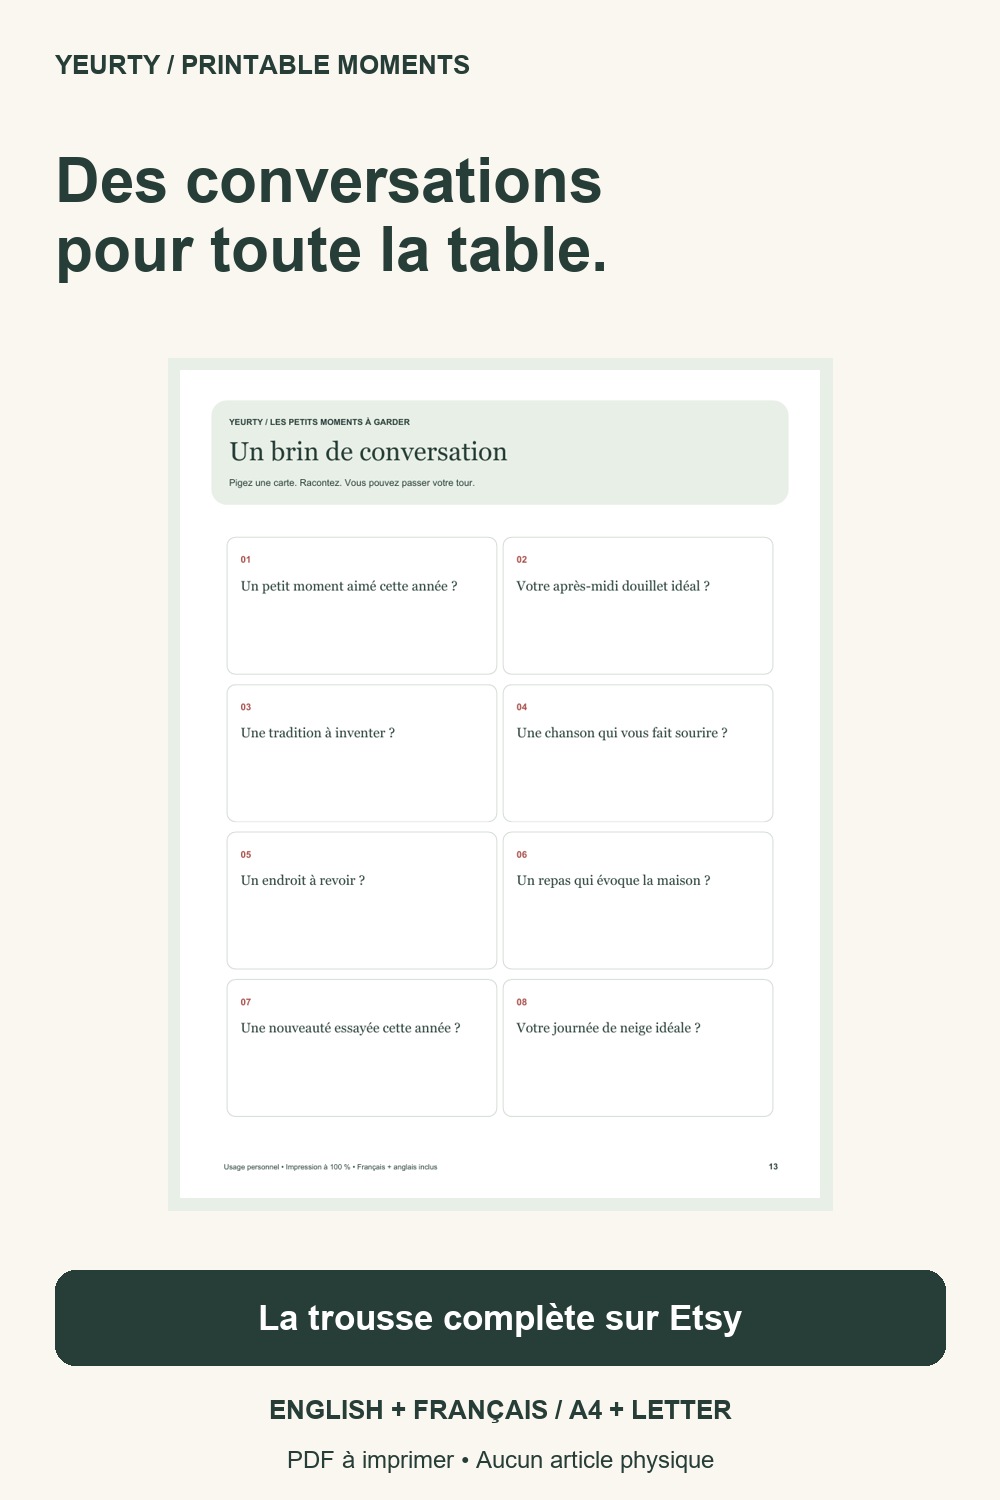 YEURTY / PRINTABLE MOMENTS
Des conversations
pour toute la table.
YEURTY / LES PETITS MOMENTS À GARDER
Un brin de conversation
Pigez une carte. Racontez. Vous pouvez passer votre tour.
01
Un petit moment aimé cette année ?
02
Votre après-midi douillet idéal ?
03
Une tradition à inventer ?
04
Une chanson qui vous fait sourire ?
05
Un endroit à revoir ?
06
Un repas qui évoque la maison ?
07
Une nouveauté essayée cette année ?
08
Votre journée de neige idéale ?
Usage personnel • Impression à 100 % • Français + anglais inclus
13
La trousse complète sur Etsy
ENGLISH + FRANÇAIS / A4 + LETTER
PDF à imprimer • Aucun article physique